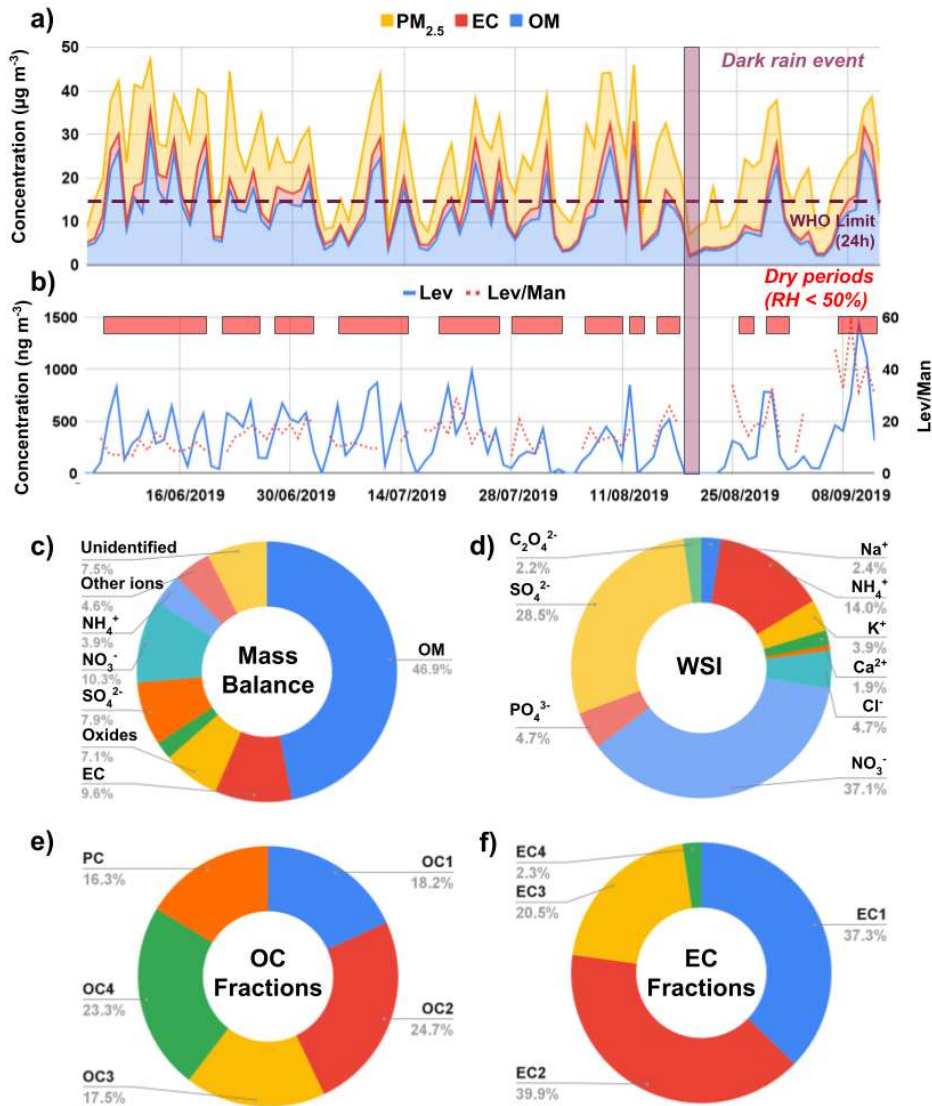 a)
PM2.5 EC OM
Concentration (µg m-3)
50
40
30
20
10
0
Dark rain event
WHO Limit
(24h)
b)
Lev Lev/Man
Dry periods
(RH < 50%)
Concentration (ng m-3)
1500
1000
500
0
60
40
20
0
Lev/Man
16/06/2019 30/06/2019 14/07/2019 28/07/2019 11/08/2019 25/08/2019 08/09/2019
c)
Unidentified
7.5%
Other ions
4.6%
NH4+
3.9%
NO3-
10.3%
SO42-
7.9%
Oxides
7.1%
EC
9.6%
Mass
Balance
OM
46.9%
d)
C2O42-
2.2%
SO42-
28.5%
PO43-
4.7%
WSI
Na+
2.4%
NH4+
14.0%
K+
3.9%
Ca2+
1.9%
Cl-
4.7%
NO3-
37.1%
e)
PC
16.3%
OC4
23.3%
OC3
17.5%
OC
Fractions
OC1
18.2%
OC2
24.7%
f)
EC4
2.3%
EC3
20.5%
EC2
39.9%
EC
Fractions
EC1
37.3%